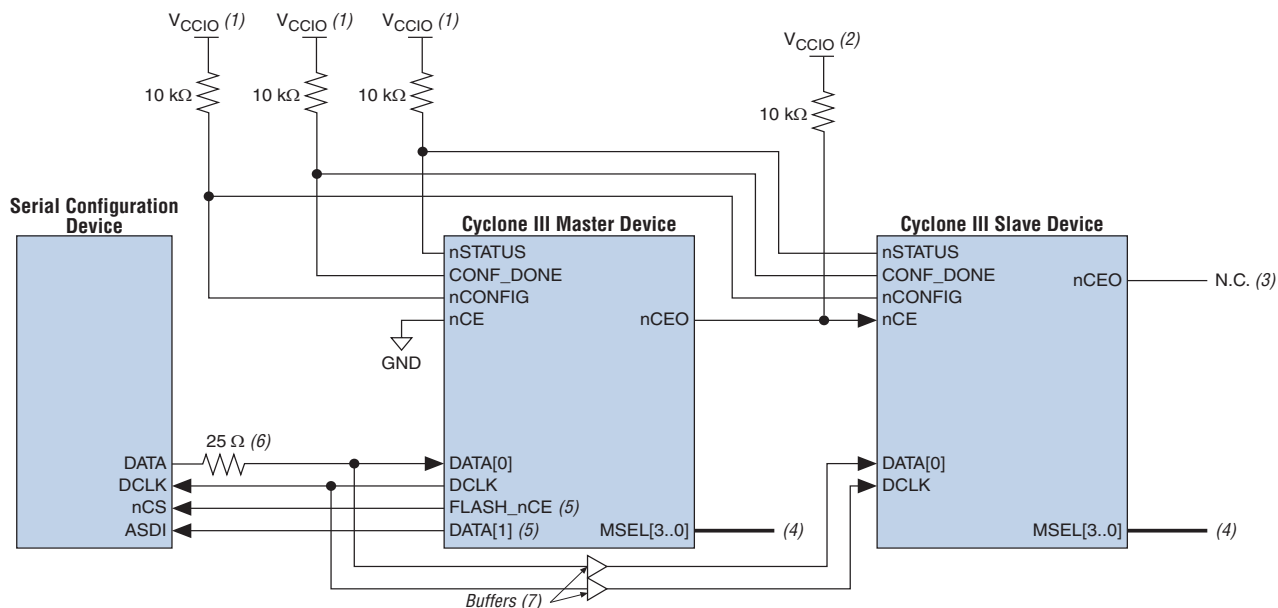 VCCIO (1)
VCCIO (1)
VCCIO (1)
VCCIO (2)
10 kΩ
10 kΩ
10 kΩ
10 kΩ
Serial Configuration
Device
DATA
DCLK
nCS
ASDI
25 Ω (6)
Cyclone III Master Device
nSTATUS
CONF_DONE
nCONFIG
nCE
GND
nCEO
DATA[0]
DCLK
FLASH_nCE (5)
DATA[1] (5)
MSEL[3..0]
(4)
Cyclone III Slave Device
nSTATUS
CONF_DONE
nCONFIG
nCE
nCEO
N.C. (3)
DATA[0]
DCLK
MSEL[3..0]
(4)
Buffers (7)